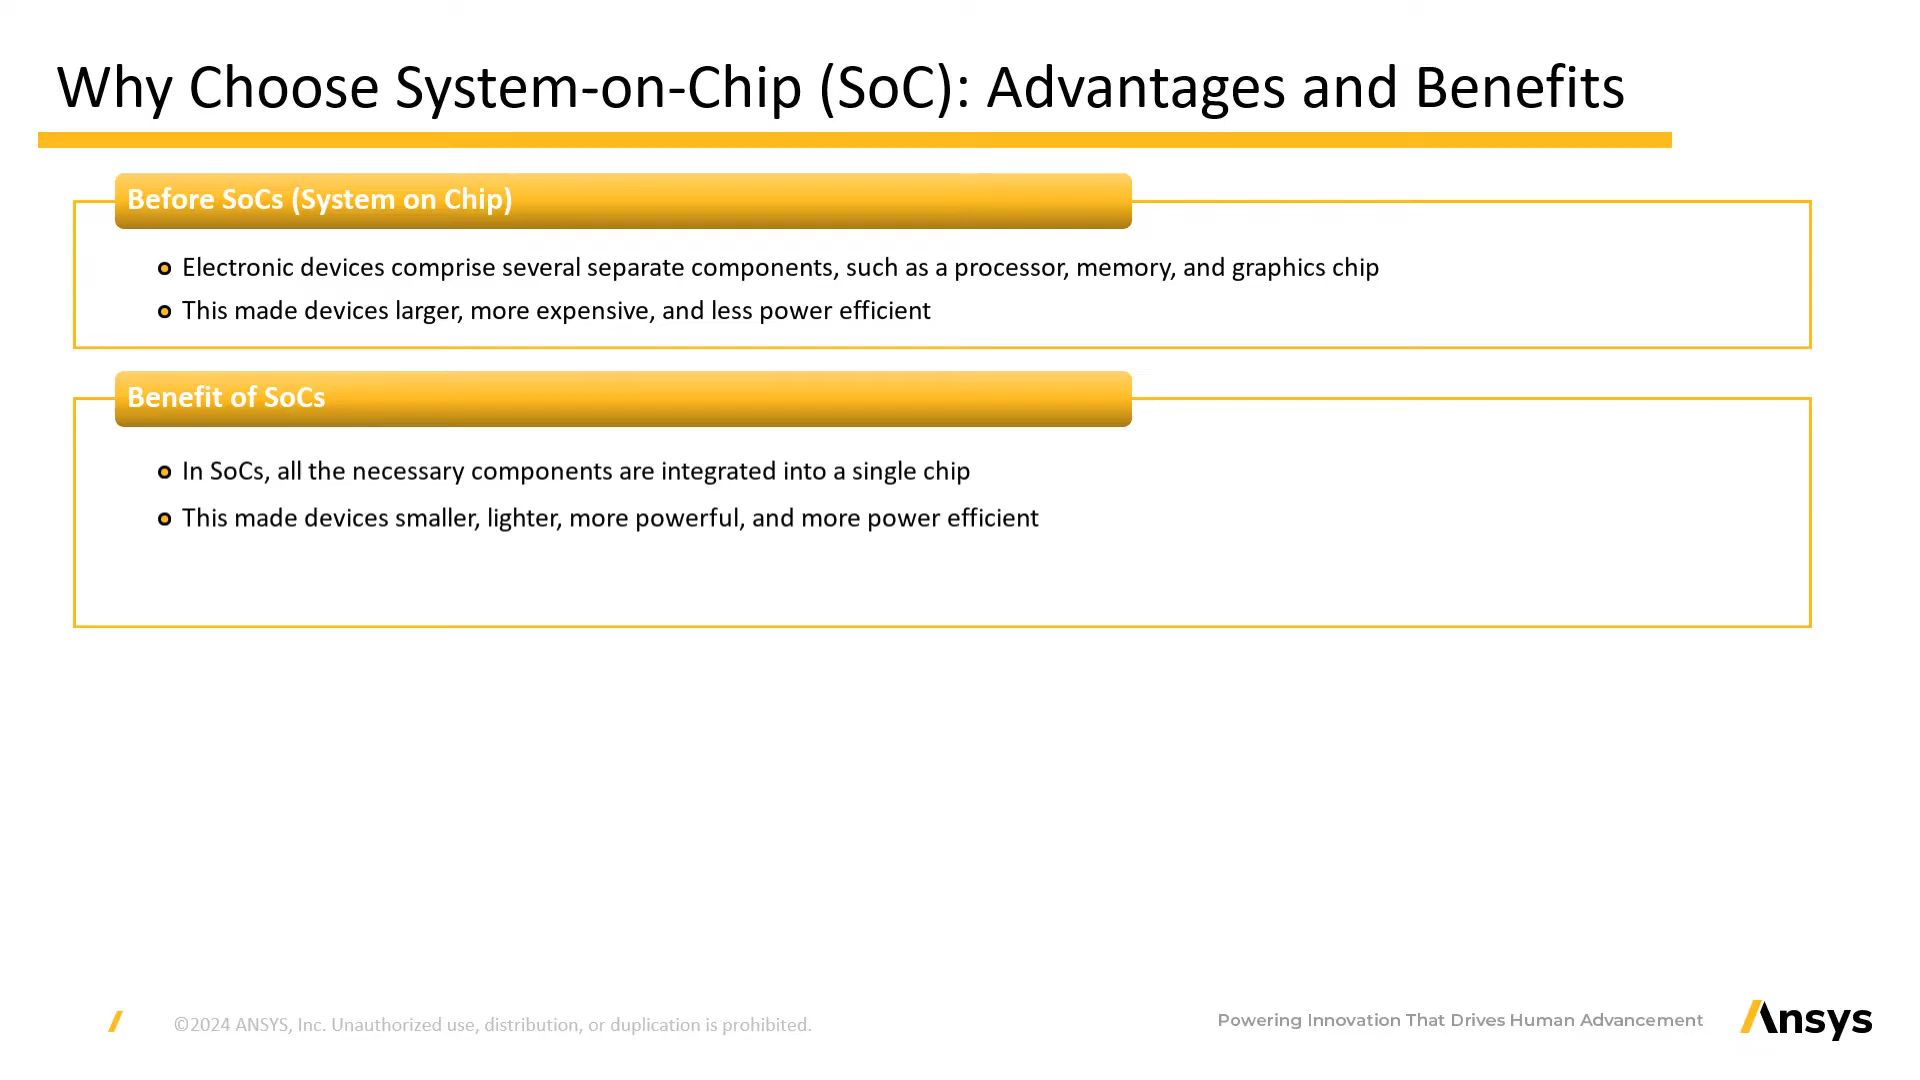 Why Choose System-on-Chip (SoC): Advantages and Benefits
Before SoCs (System on Chip)
Electronic devices comprise several separate components, such as a processor, memory, and graphics chip
This made devices larger, more expensive, and less power efficient
Benefit of SoCs
In SoCs, all the necessary components are integrated into a single chip
This made devices smaller, lighter, more powerful, and more power efficient
©2024 ANSYS, Inc. Unauthorized use, distribution, or duplication is prohibited.
Powering Innovation That Drives Human Advancement
Ansys